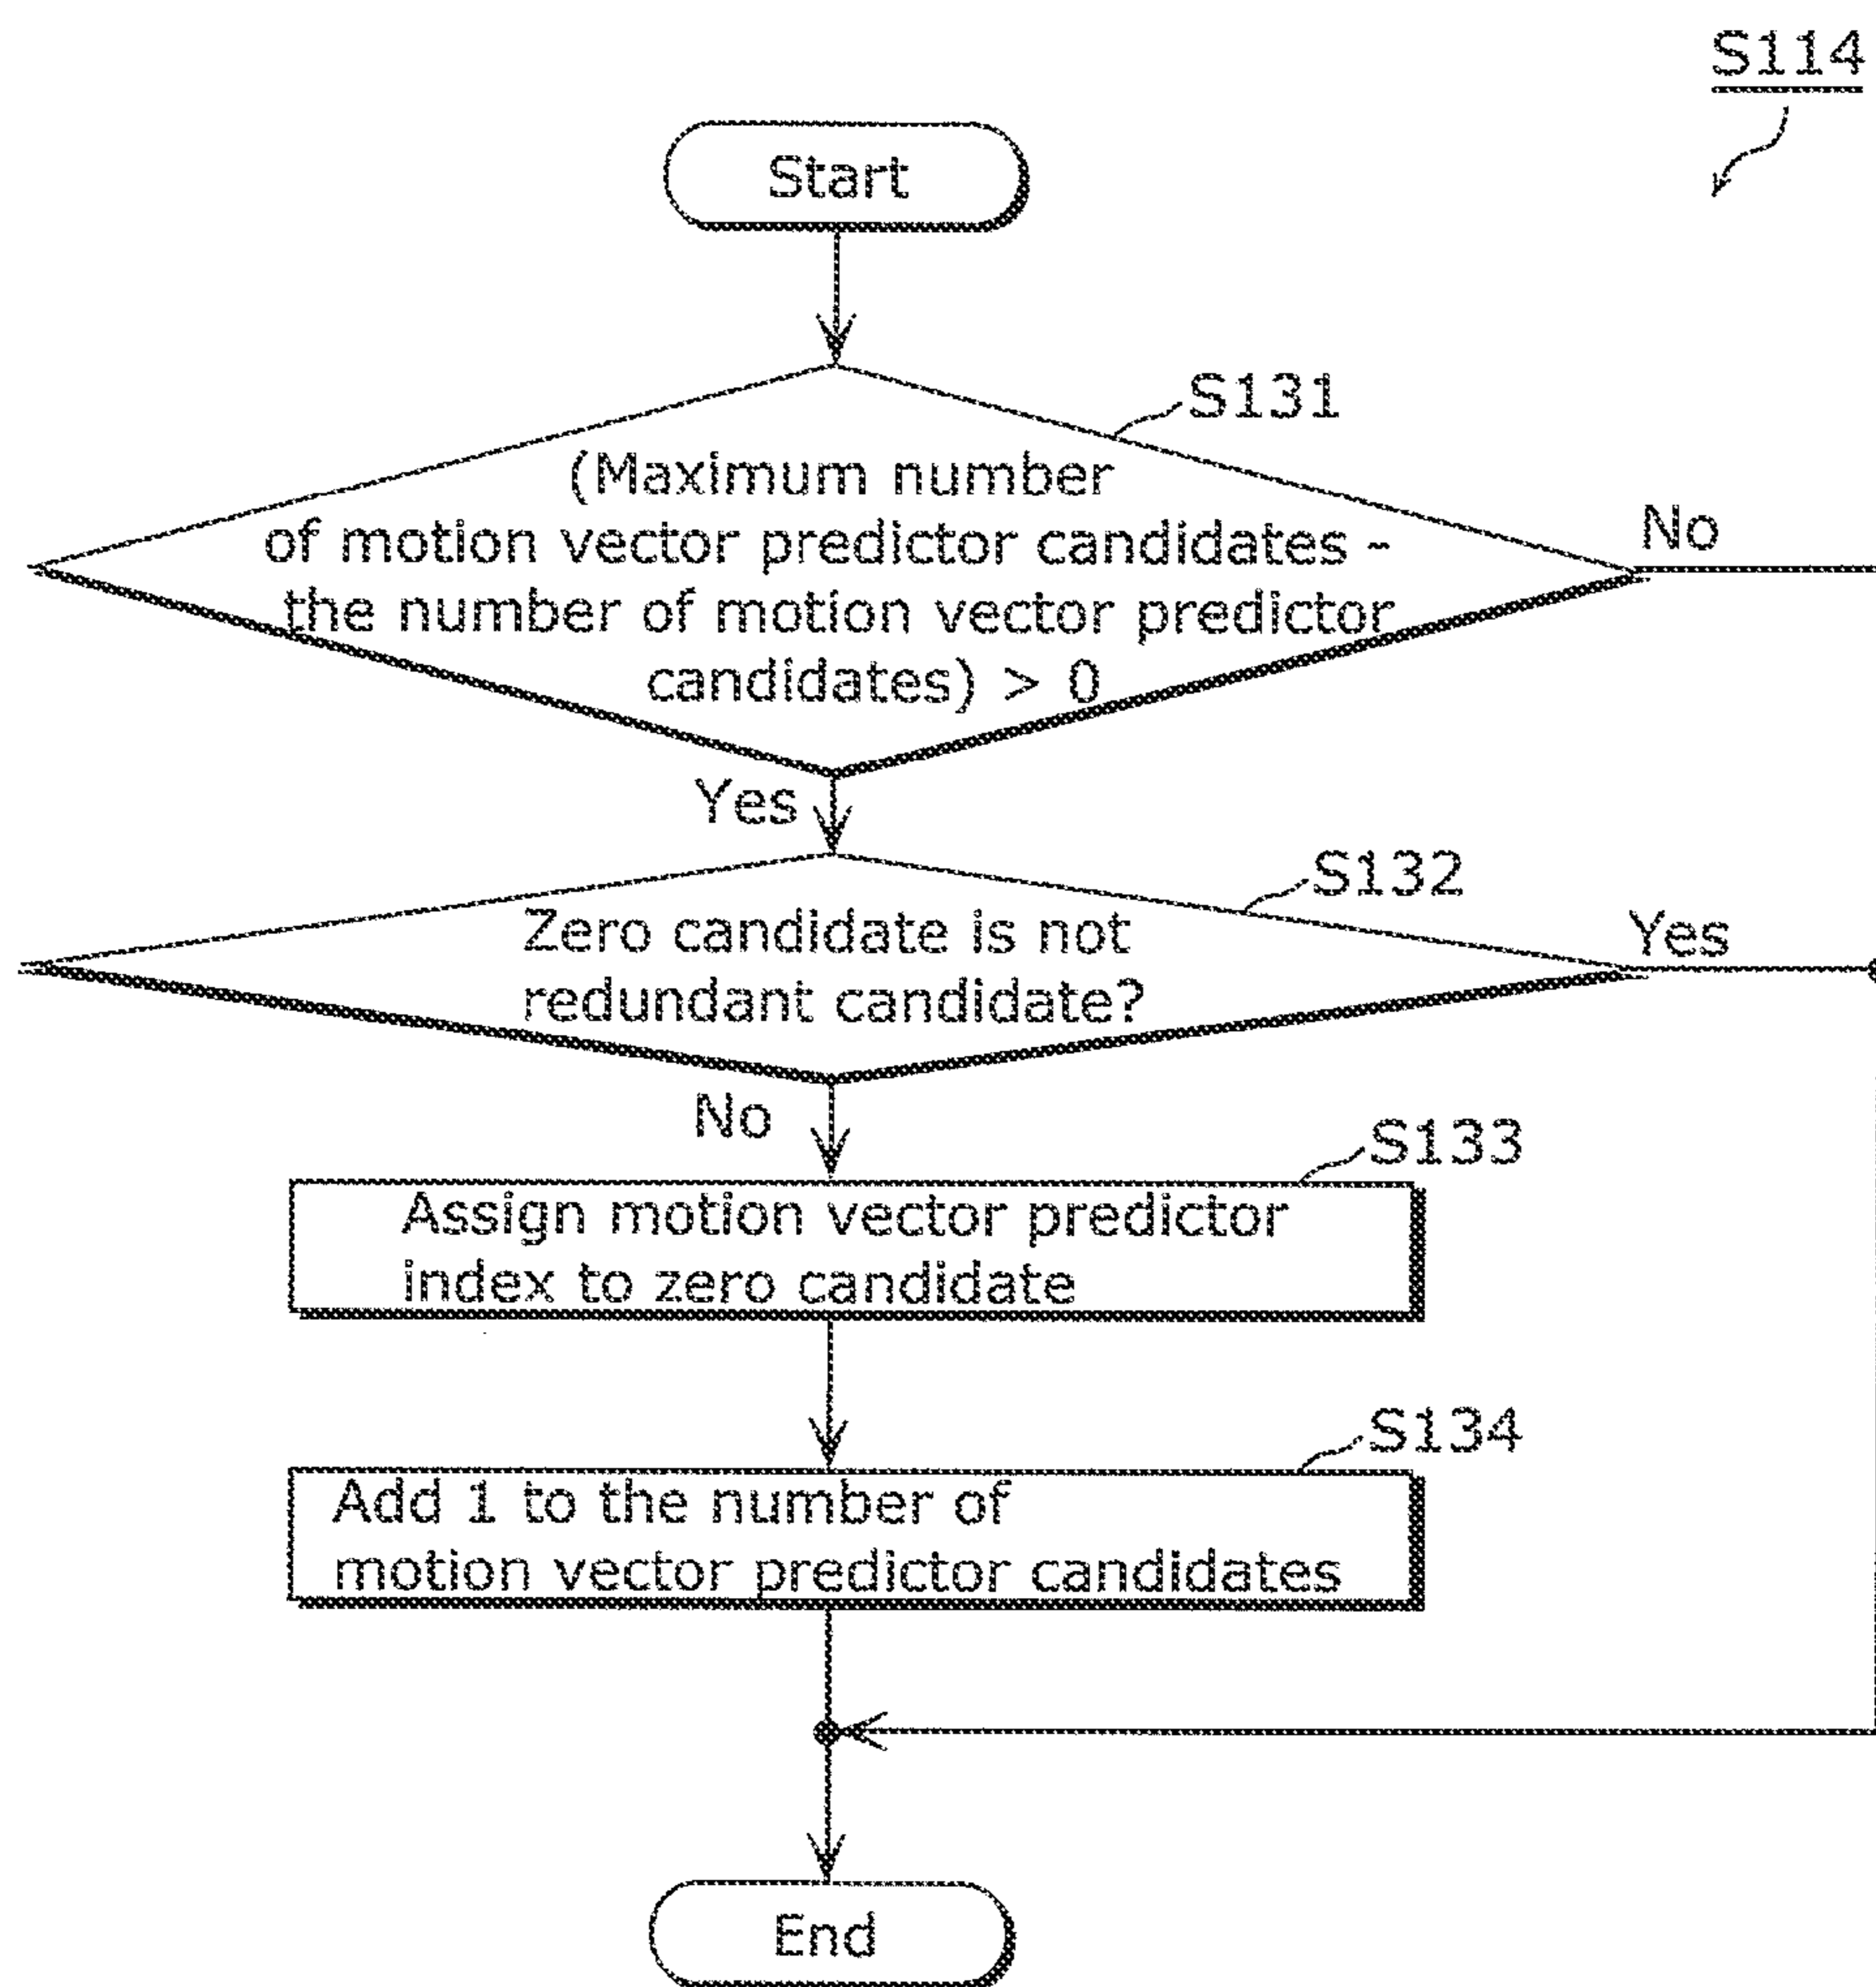 S114
Start
S131
(Maximum number
of motion vector predictor candidates -
the number of motion vector predictor
candidates) > 0
No
Yes
S132
Zero candidate is not
redundant candidate?
Yes
No
S133
Assign motion vector predictor
index to zero candidate
S134
Add 1 to the number of
motion vector predictor candidates
End